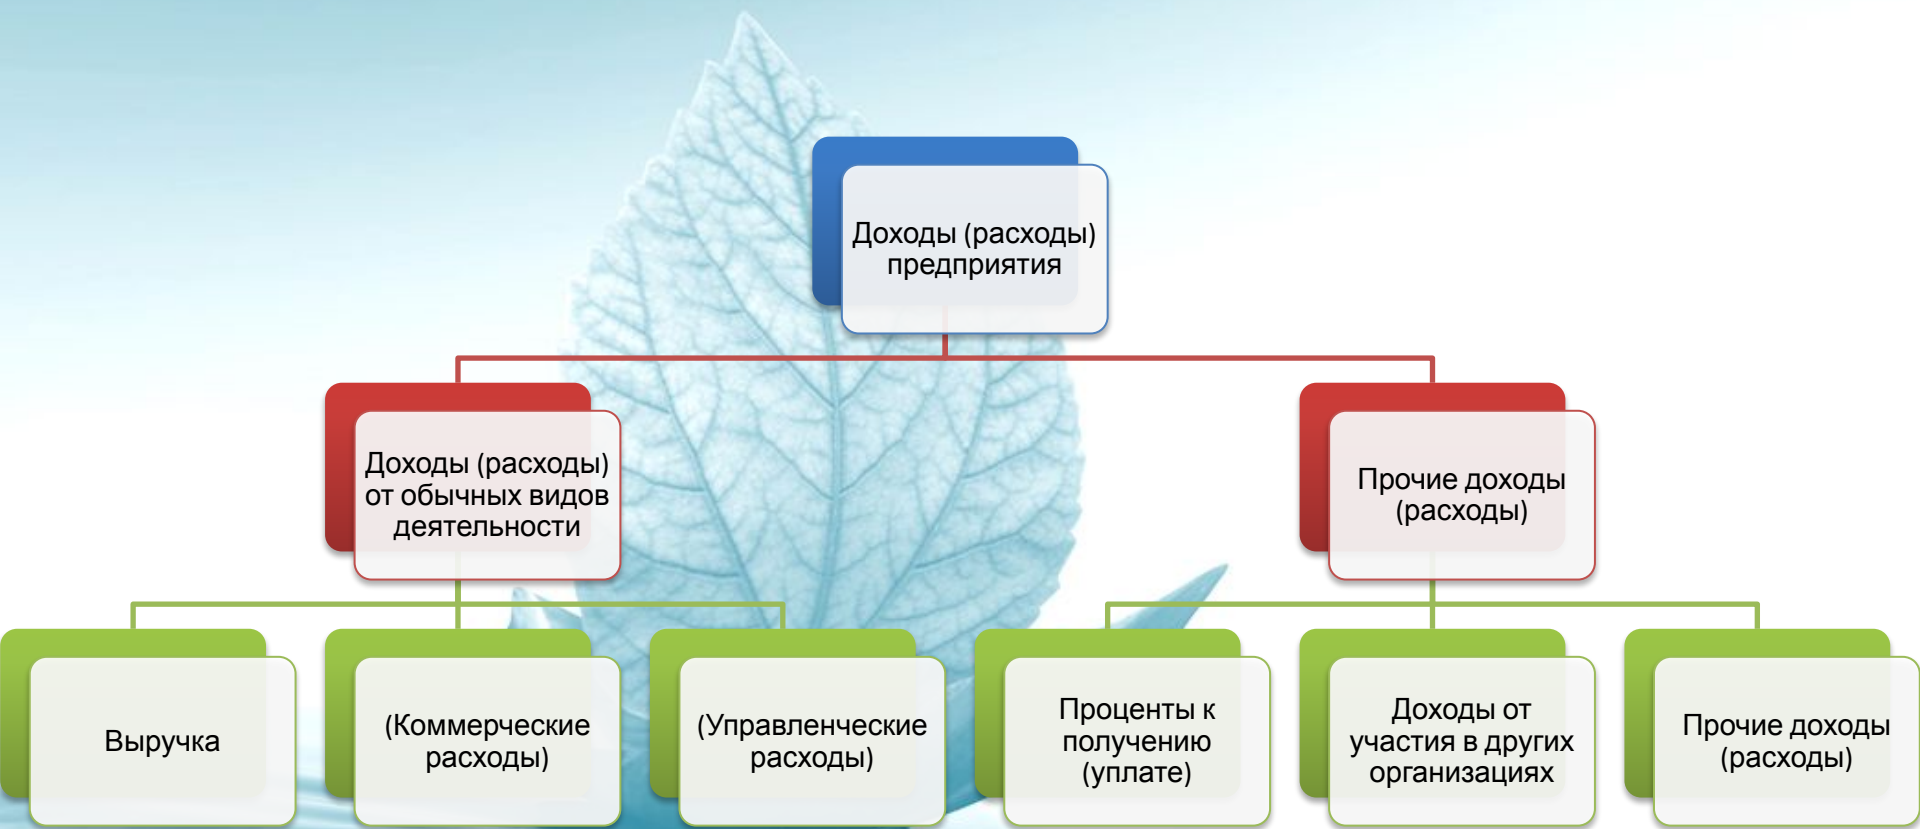 Доходы (расходы)
предприятия
Доходы (расходы)
от обычных видов
деятельности
Прочие доходы
(расходы)
Выручка
(Коммерческие
расходы)
(Управленческие
расходы)
Проценты к
получению
(уплате)
Доходы от
участия в других
организациях
Прочие доходы
(расходы)